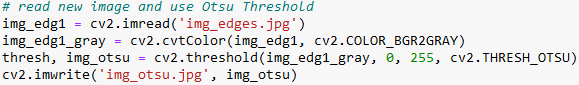 # read new image and use Otsu Threshold
img_edg1 = cv2.imread('img_edges.jpg')
img_edg1_gray = cv2.cvtColor(img_edg1, cv2.COLOR_BGR2GRAY)
thresh, img_otsu = cv2.threshold(img_edg1_gray, 0, 255, cv2.THRESH_OTSU)
cv2.imwrite('img_otsu.jpg', img_otsu)